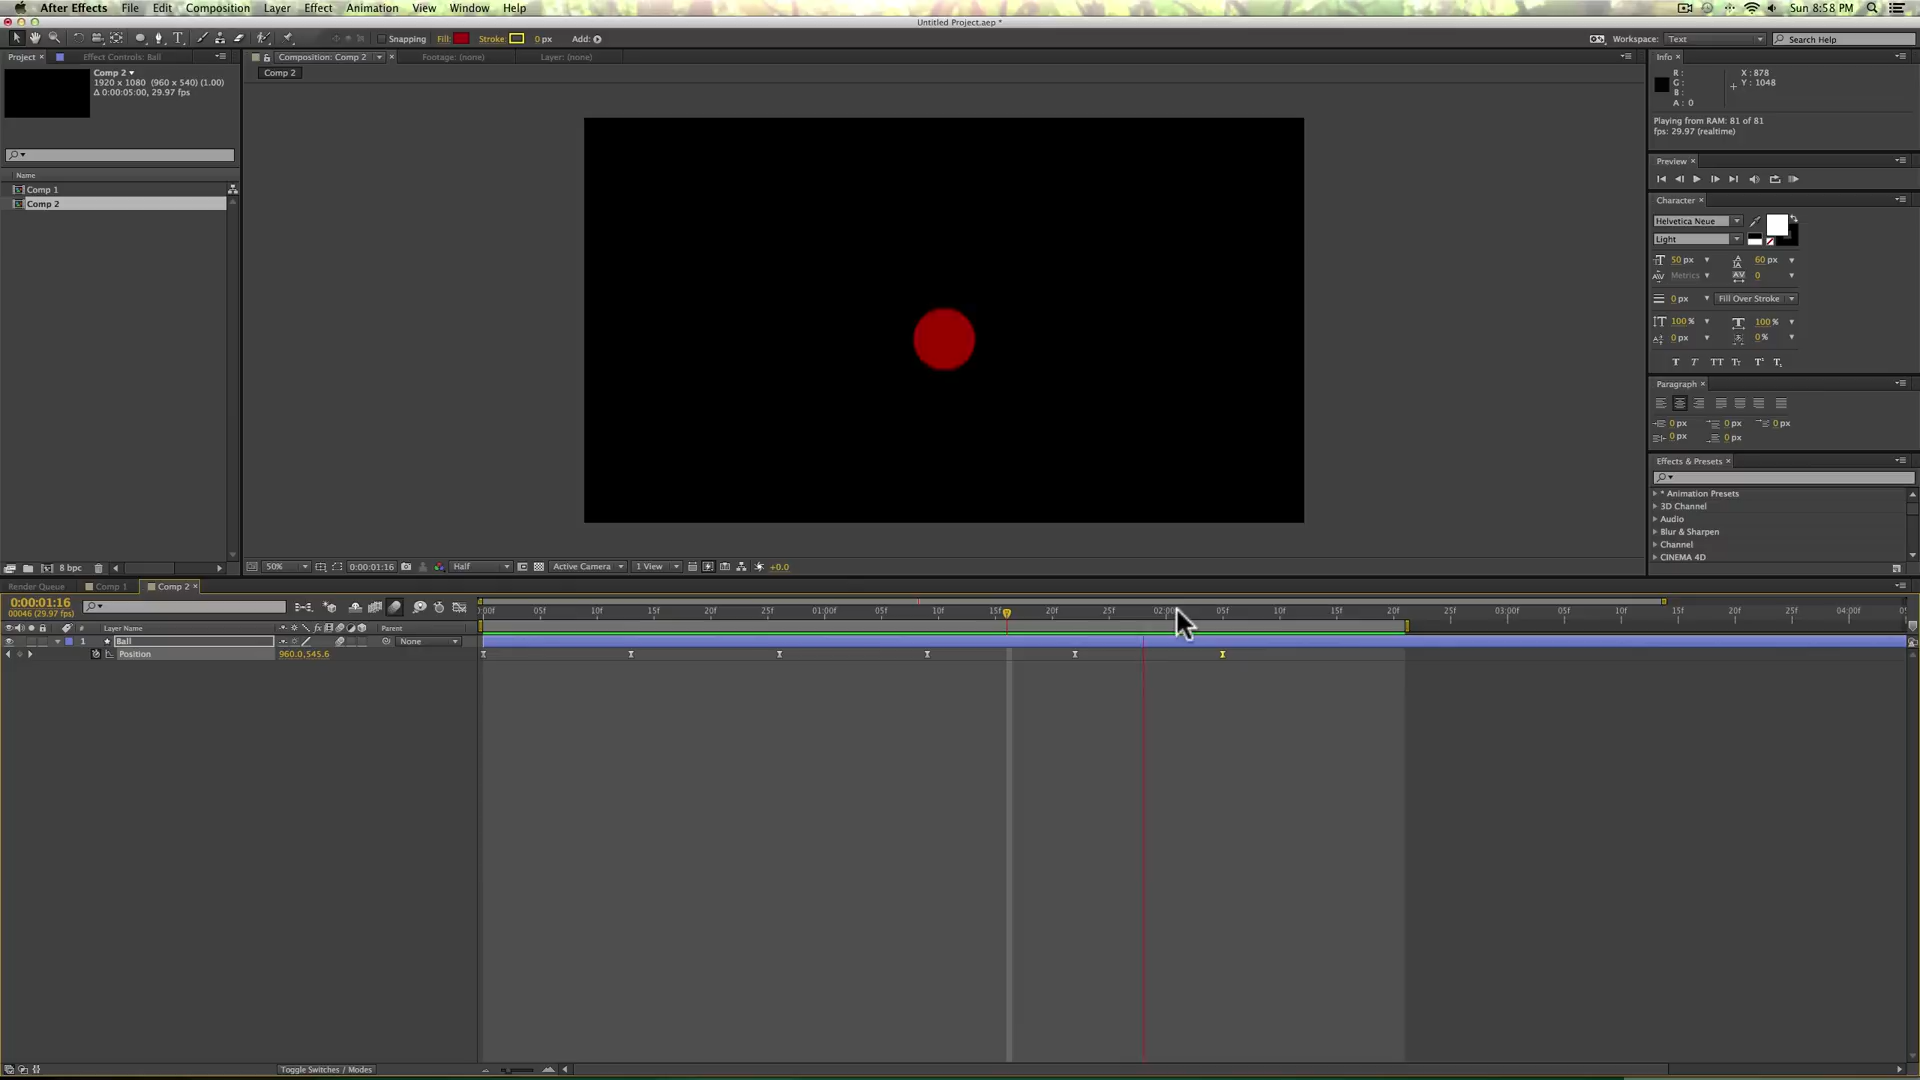 After Effects File Edit Composition Layer Effect Animation View Window Help Sun 8:58 PM
Untitled Project.aep *
Snapping Fill: Stroke: 0 px Add: Workspace: Text Search Help
Project Effect Controls: Ball Composition: Comp 2 Footage: (none) Layer: (none) Info
Comp 2
1920 x 1080 (960 x 540) (1.00)
Δ 0:00:05:00, 29.97 fps
Comp 2
R: X: 878
G: Y: 1048
B:
A: 0
Playing from RAM: 81 of 81
fps: 29.97 (realtime)
Preview
Name
Comp 1
Comp 2
Character
Helvetica Neue
Light
50 px 60 px
Metrics 0
0 px Fill Over Stroke
100 % 100 %
0 px 0 %
T T TT Tr T¹ T₁
Paragraph
0 px 0 px 0 px
0 px 0 px
Effects & Presets
* Animation Presets
3D Channel
Audio
Blur & Sharpen
Channel
CINEMA 4D
8 bpc 50% 0:00:01:16 Half Active Camera 1 View +0.0
Render Queue Comp 1 Comp 2
0:00:01:16
00046 (29.97 fps)
:00f 05f 10f 15f 20f 25f 01:00f 05f 10f 15f 20f 25f 02:00f 05f 10f 15f 20f 25f 03:00f 05f 10f 15f 20f 25f 04:00f
# Layer Name Parent
1 Ball None
Position 960.0,545.6
Toggle Switches / Modes